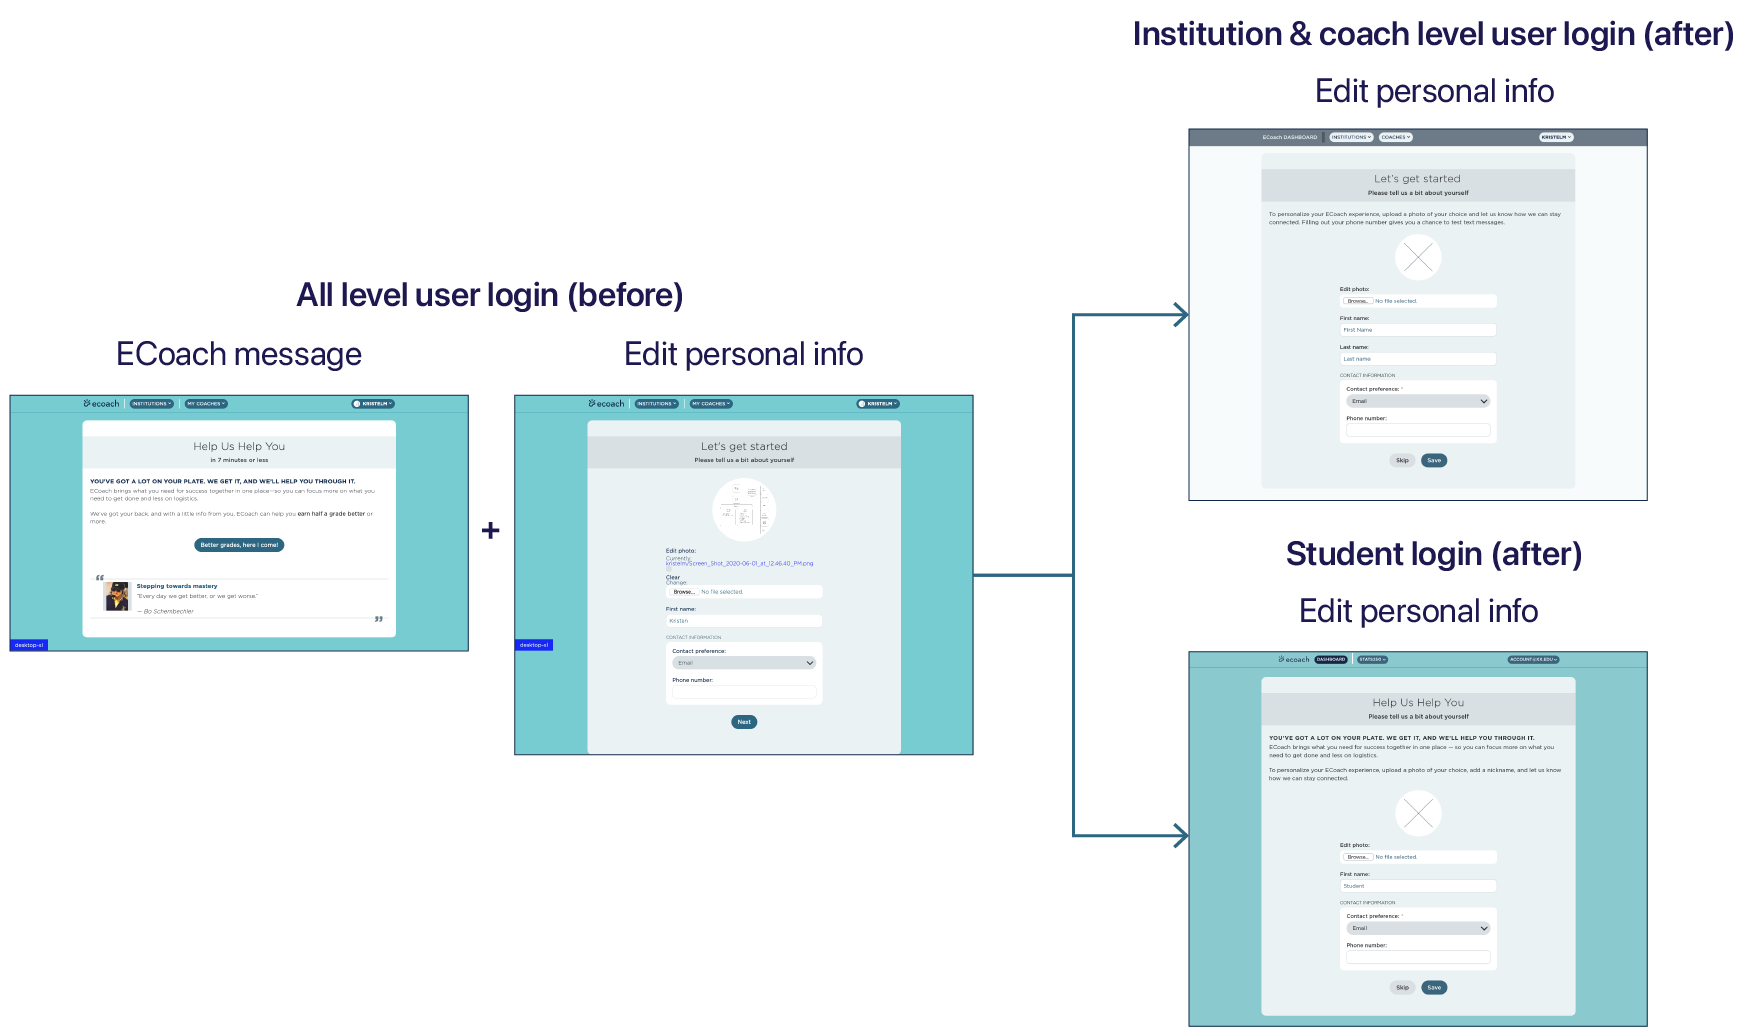 Institution & coach level user login (after)
Edit personal info
ECoach DASHBOARD
INSTITUTIONS
COACHES
KRISTELM
Let's get started
Please tell us a bit about yourself
To personalize your ECoach experience, upload a photo of your choice and let us know how we can stay
connected. Filling out your phone number gives you a chance to test text messages.
Edit photo:
Browse... No file selected.
First name:
First Name
Last name:
Last name
CONTACT INFORMATION
Contact preference: *
Email
Phone number:
Skip
Save
All level user login (before)
ECoach message
ecoach
INSTITUTIONS
MY COACHES
KRISTELM
Help Us Help You
in 7 minutes or less
YOU'VE GOT A LOT ON YOUR PLATE. WE GET IT, AND WE'LL HELP YOU THROUGH IT.
ECoach brings what you need for success together in one place—so you can focus more on what you
need to get done and less on logistics.
We've got your back, and with a little info from you, ECoach can help you earn half a grade better or
more.
Better grades, here I come!
“
Stepping towards mastery
"Every day we get better, or we get worse."
— Bo Schembechler
”
desktop-xl
+
Edit personal info
ecoach
INSTITUTIONS
MY COACHES
KRISTELM
Let's get started
Please tell us a bit about yourself
Edit photo:
Currently:
kristelm/Screen_Shot_2020-06-01_at_12.46.40_PM.png
Clear
Change:
Browse... No file selected.
First name:
Kristen
CONTACT INFORMATION
Contact preference:
Email
Phone number:
Next
desktop-xl
Student login (after)
Edit personal info
ecoach
DASHBOARD
STATS250
Help Us Help You
Please tell us a bit about yourself
YOU'VE GOT A LOT ON YOUR PLATE. WE GET IT, AND WE'LL HELP YOU THROUGH IT.
ECoach brings what you need for success together in one place — so you can focus more on what you
need to get done and less on logistics.
To personalize your ECoach experience, upload a photo of your choice, add a nickname, and let us know
how we can stay connected.
Edit photo:
Browse... No file selected.
First name:
Student
CONTACT INFORMATION
Contact preference: *
Email
Phone number:
Skip
Save